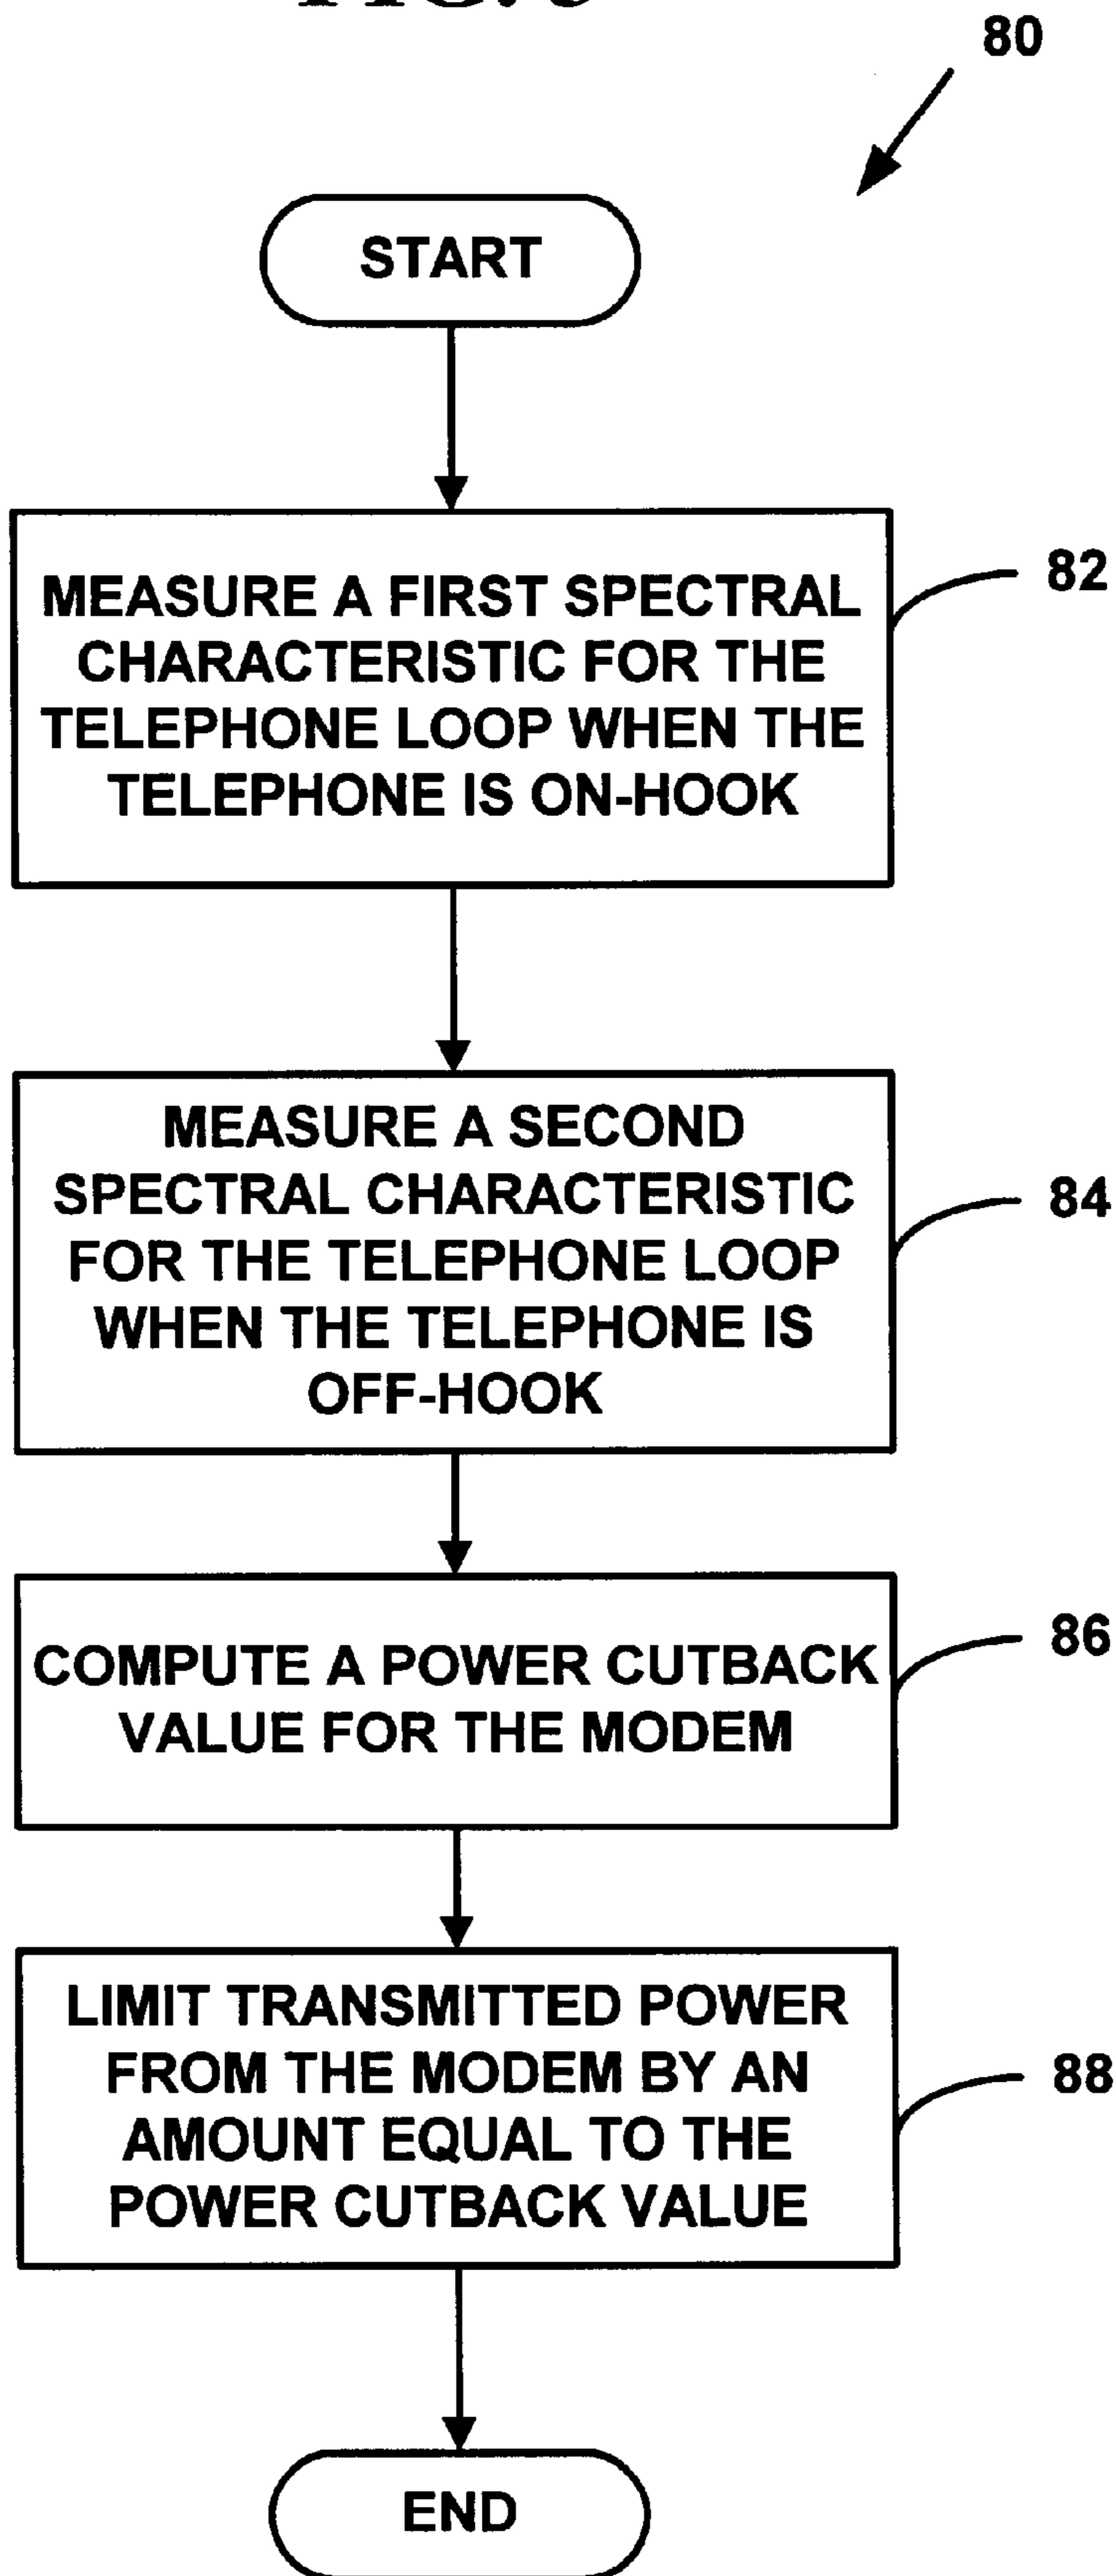 80
START
MEASURE A FIRST SPECTRAL
CHARACTERISTIC FOR THE
TELEPHONE LOOP WHEN THE
TELEPHONE IS ON-HOOK
82
MEASURE A SECOND
SPECTRAL CHARACTERISTIC
FOR THE TELEPHONE LOOP
WHEN THE TELEPHONE IS
OFF-HOOK
84
COMPUTE A POWER CUTBACK
VALUE FOR THE MODEM
86
LIMIT TRANSMITTED POWER
FROM THE MODEM BY AN
AMOUNT EQUAL TO THE
POWER CUTBACK VALUE
88
END